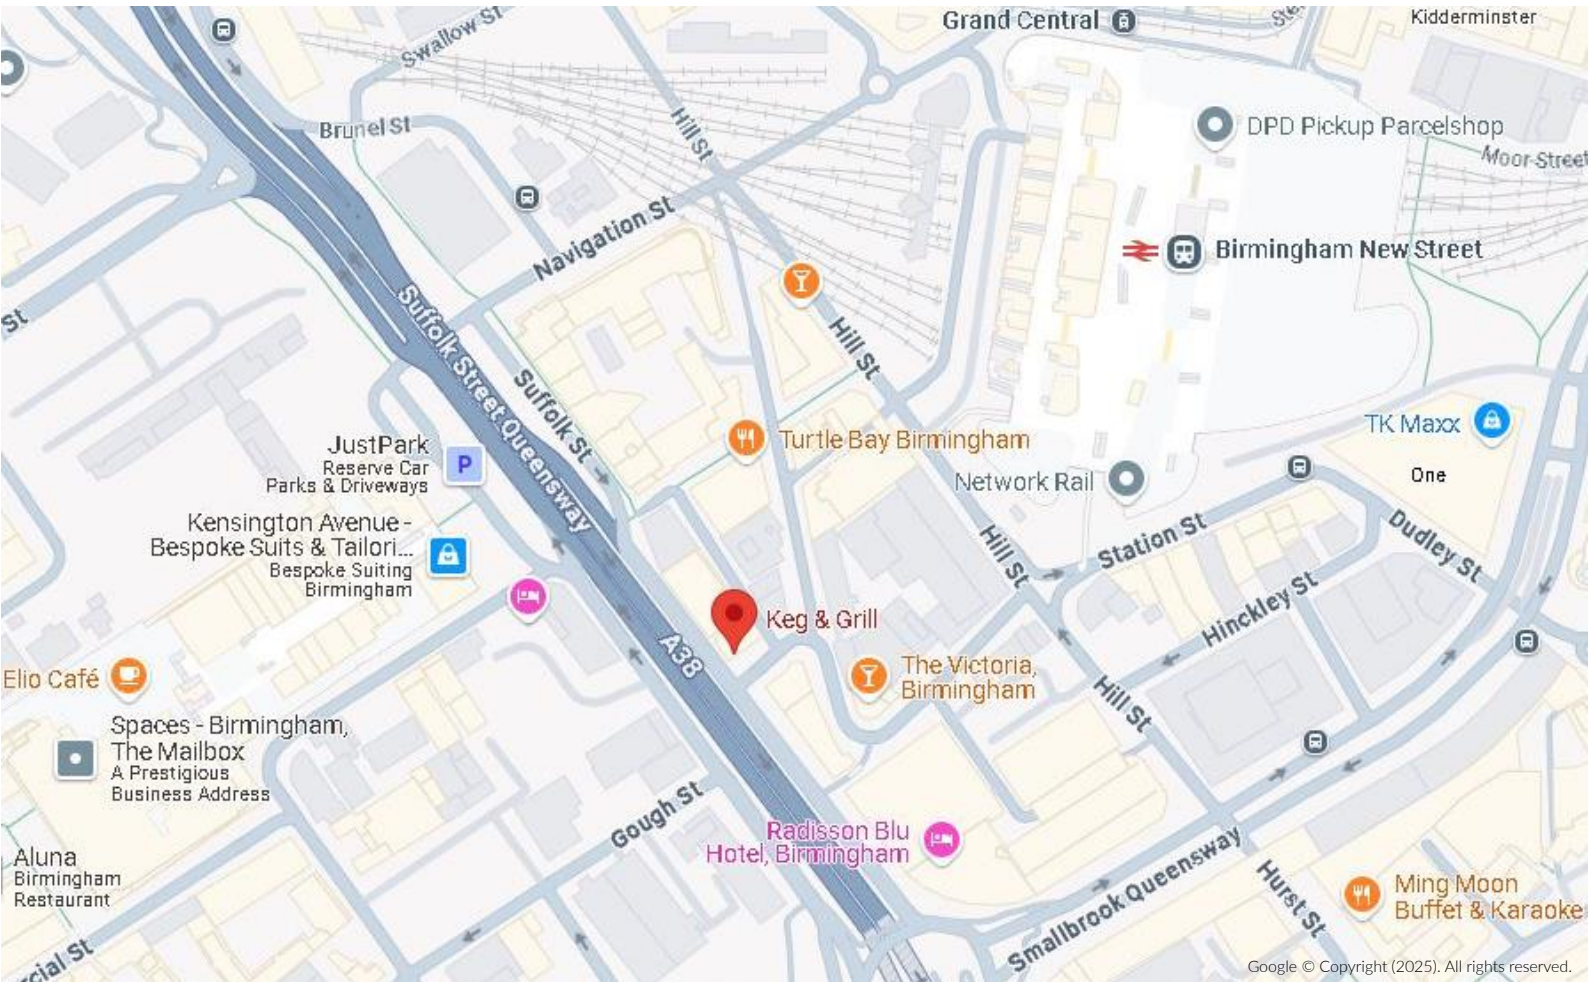 Grand Central
Kidderminster
Swallow St
Brunel St
Hill St
DPD Pickup Parcelshop
Moor Street
Navigation St
Birmingham New Street
St
Suffolk Street Queensway
Suffolk St
Hill St
TK Maxx
One
JustPark
Reserve Car
Parks & Driveways
P
Turtle Bay Birmingham
Network Rail
Kensington Avenue -
Bespoke Suits & Tailori...
Bespoke Suiting
Birmingham
Hill St
Station St
Dudley St
Hinckley St
Keg & Grill
A38
Elio Café
The Victoria,
Birmingham
Hill St
Spaces - Birmingham,
The Mailbox
A Prestigious
Business Address
Gough St
Radisson Blu
Hotel, Birmingham
Aluna
Birmingham
Restaurant
Smallbrook Queensway
Hurst St
Ming Moon
Buffet & Karaoke
cial St
Google © Copyright (2025). All rights reserved.